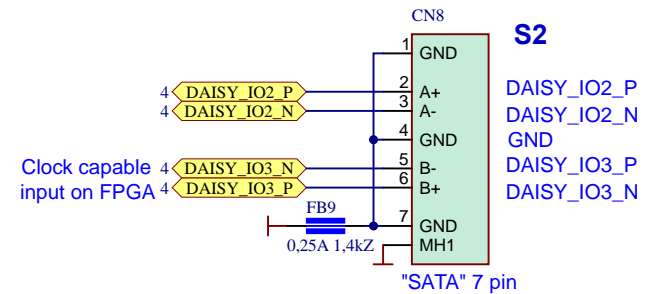 CN8
S2
1 GND
4 DAISY_IO2_P 2 A+ DAISY_IO2_P
4 DAISY_IO2_N 3 A- DAISY_IO2_N
4 GND GND
Clock capable 4 DAISY_IO3_N 5 B- DAISY_IO3_P
input on FPGA 4 DAISY_IO3_P 6 B+ DAISY_IO3_N
FB9
7 GND
0,25A 1,4kZ MH1
"SATA" 7 pin